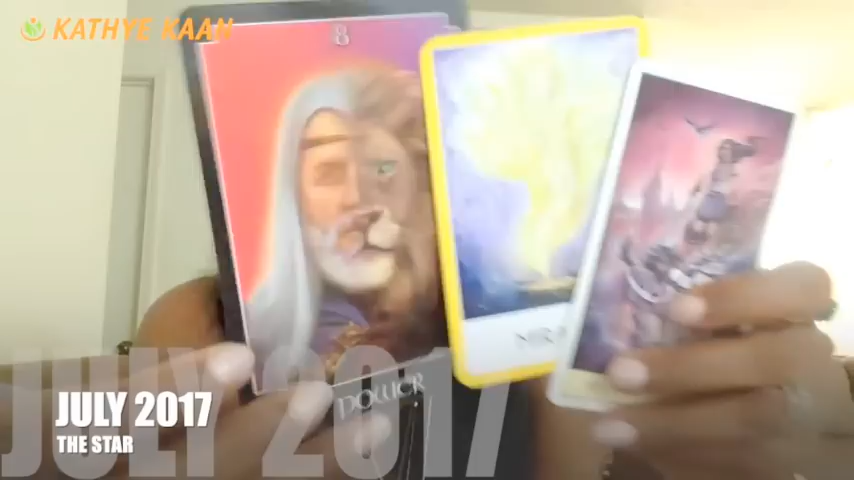 KATHYE KAAN
8
POWER
JULY 2017
JULY 2017
THE STAR